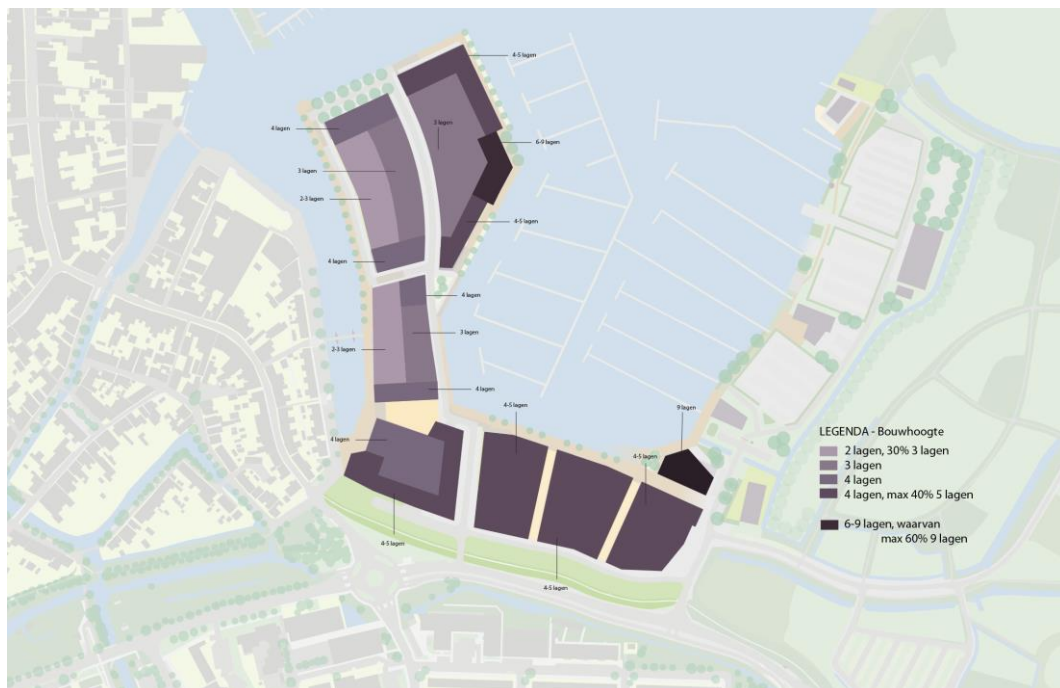 4-5 lagen
4 lagen
3 lagen
6-9 lagen
3 lagen
2-3 lagen
4-5 lagen
4 lagen
4 lagen
3 lagen
2-3 lagen
4 lagen
4-5 lagen
9 lagen
4 lagen
4-5 lagen
4-5 lagen
4-5 lagen
LEGENDA - Bouwhoogte
2 lagen, 30% 3 lagen
3 lagen
4 lagen
4 lagen, max 40% 5 lagen
6-9 lagen, waarvan
max 60% 9 lagen